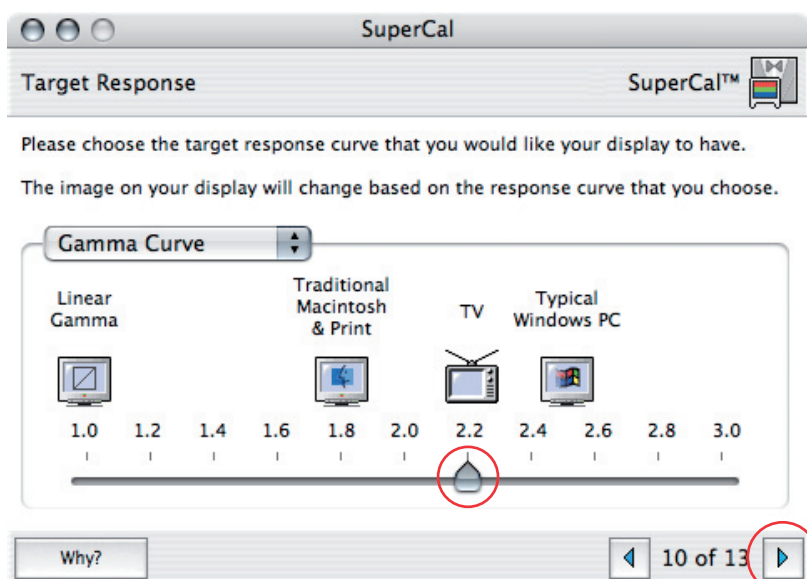 SuperCal
Target Response
SuperCal™
Please choose the target response curve that you would like your display to have.
The image on your display will change based on the response curve that you choose.
Gamma Curve
Linear
Gamma
Traditional
Macintosh
& Print
TV
Typical
Windows PC
1.0 1.2 1.4 1.6 1.8 2.0 2.2 2.4 2.6 2.8 3.0
Why?
10 of 13